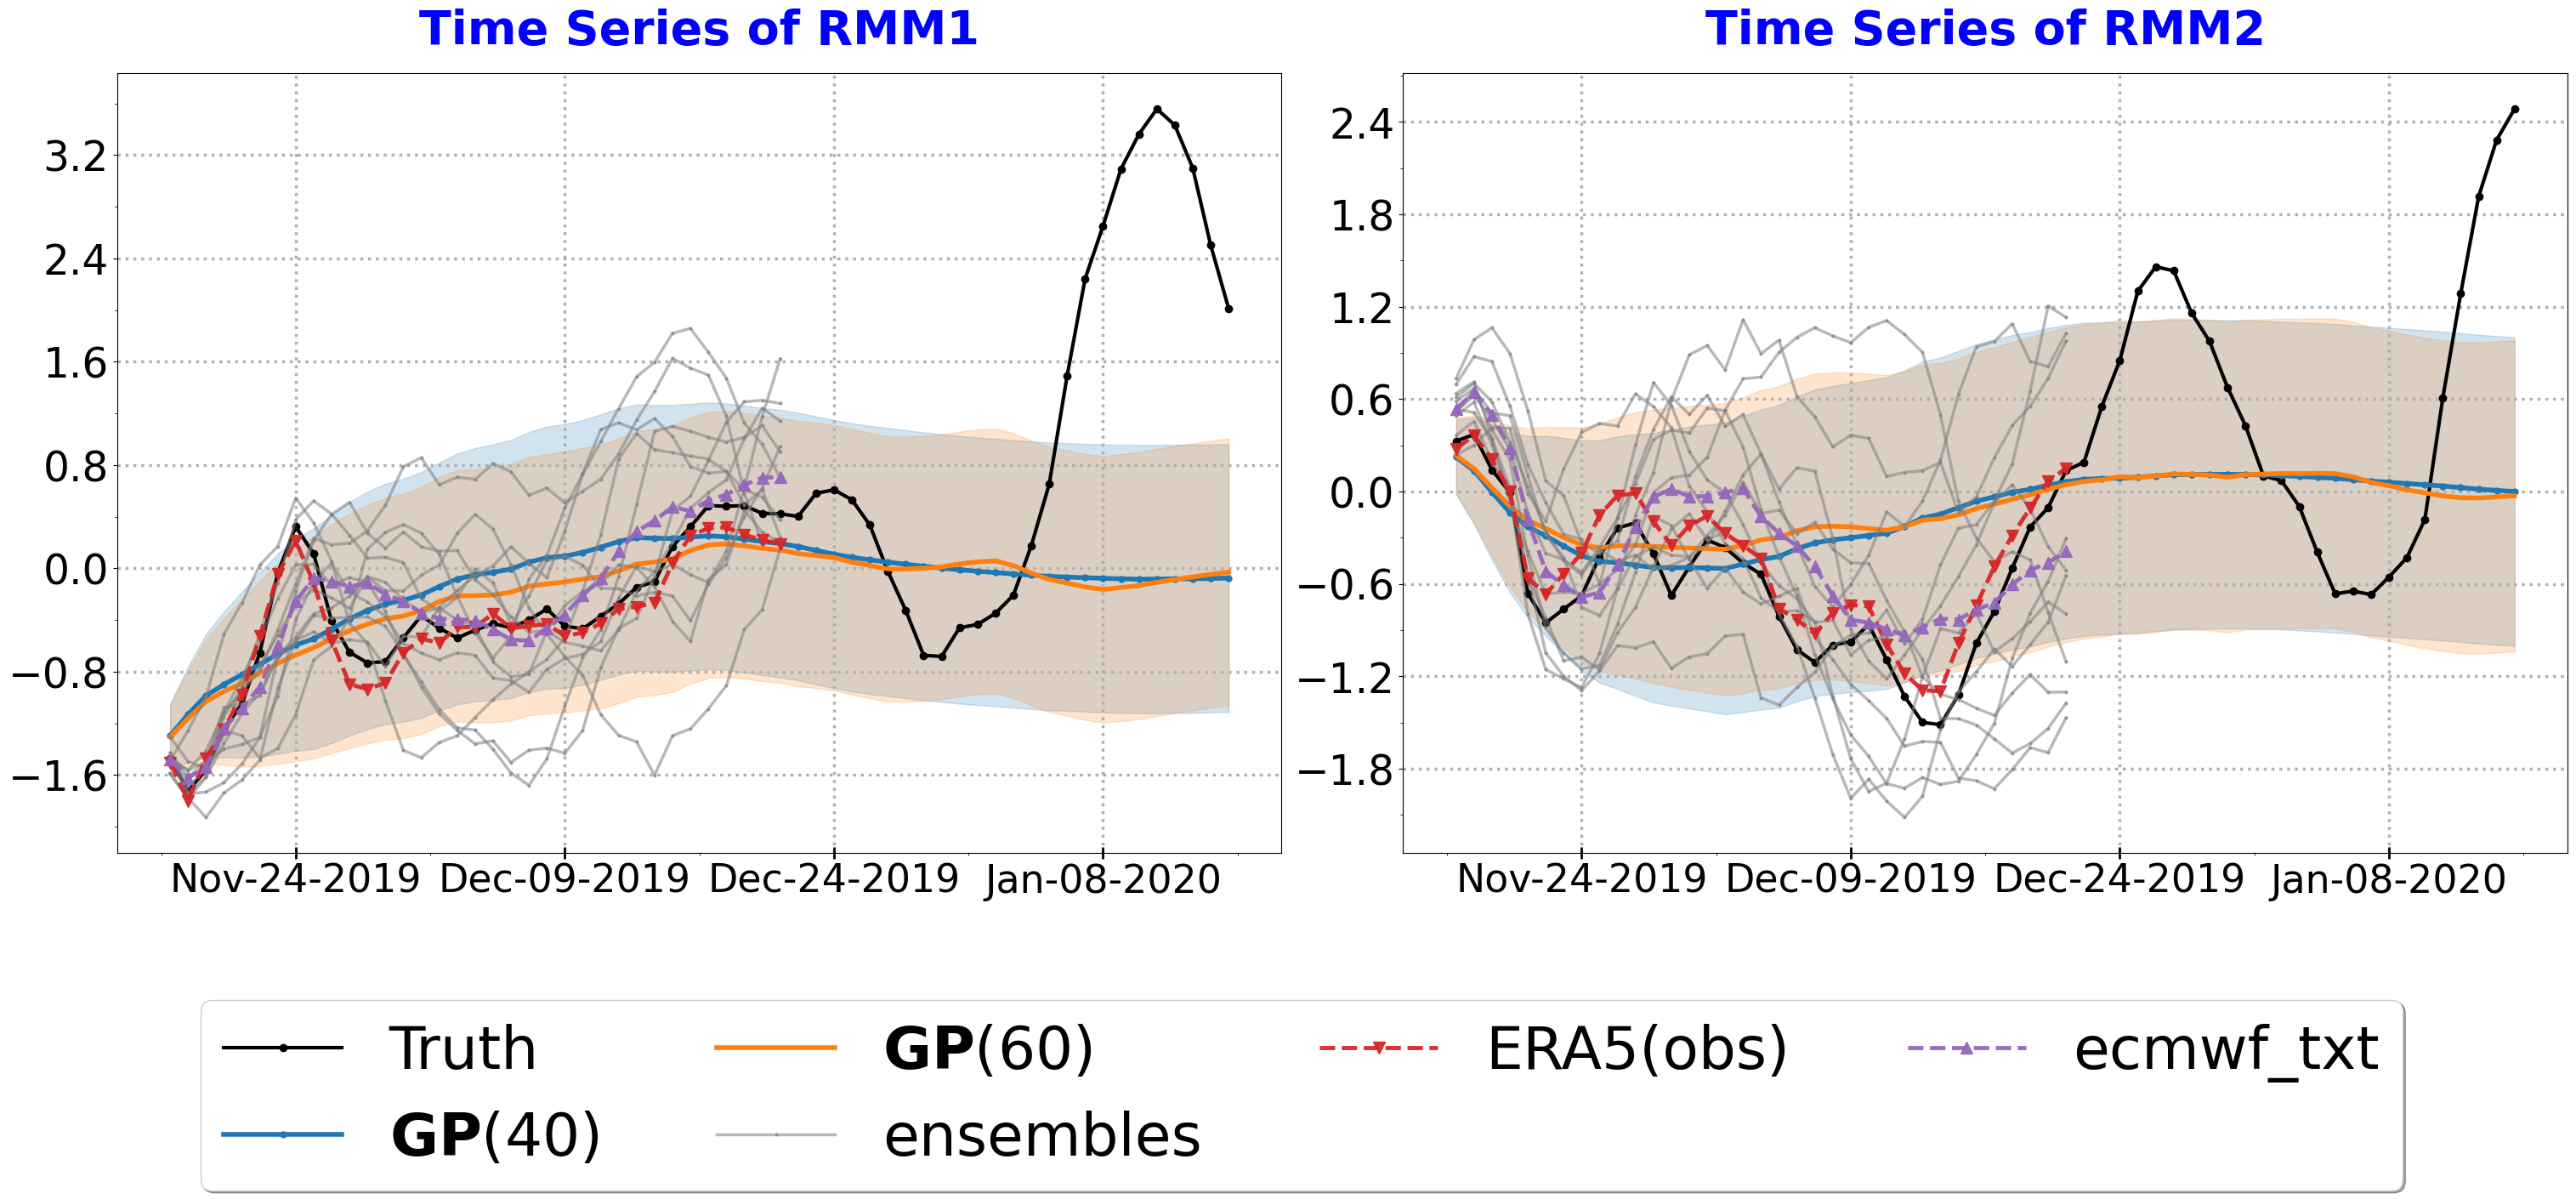 Time Series of RMM1
3.2
2.4
1.6
0.8
0.0
−0.8
−1.6
Nov-24-2019 Dec-09-2019 Dec-24-2019 Jan-08-2020
Time Series of RMM2
2.4
1.8
1.2
0.6
0.0
−0.6
−1.2
−1.8
Nov-24-2019 Dec-09-2019 Dec-24-2019 Jan-08-2020
Truth GP(60) ERA5(obs) ecmwf_txt
GP(40) ensembles